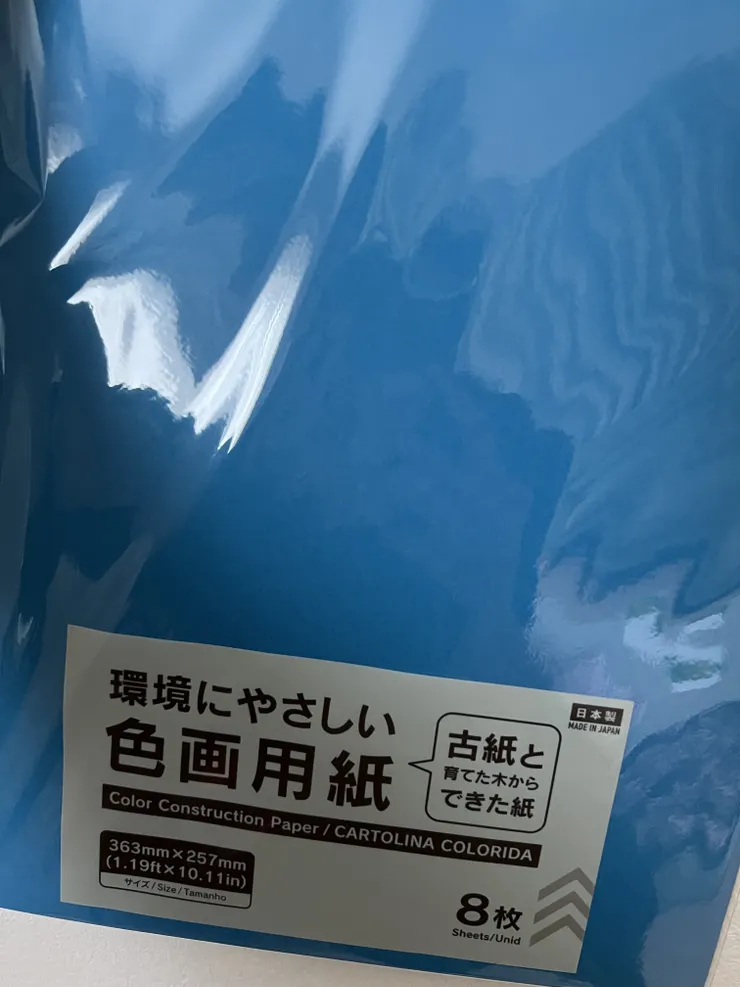 環境にやさしい
色画用紙
Color Construction Paper / CARTOLINA COLORIDA
古紙と
育てた木から
できた紙
日本製
MADE IN JAPAN
363mm×257mm
(1.19ft×10.11in)
サイズ/Size/Tamanho
8枚
Sheets/Unid